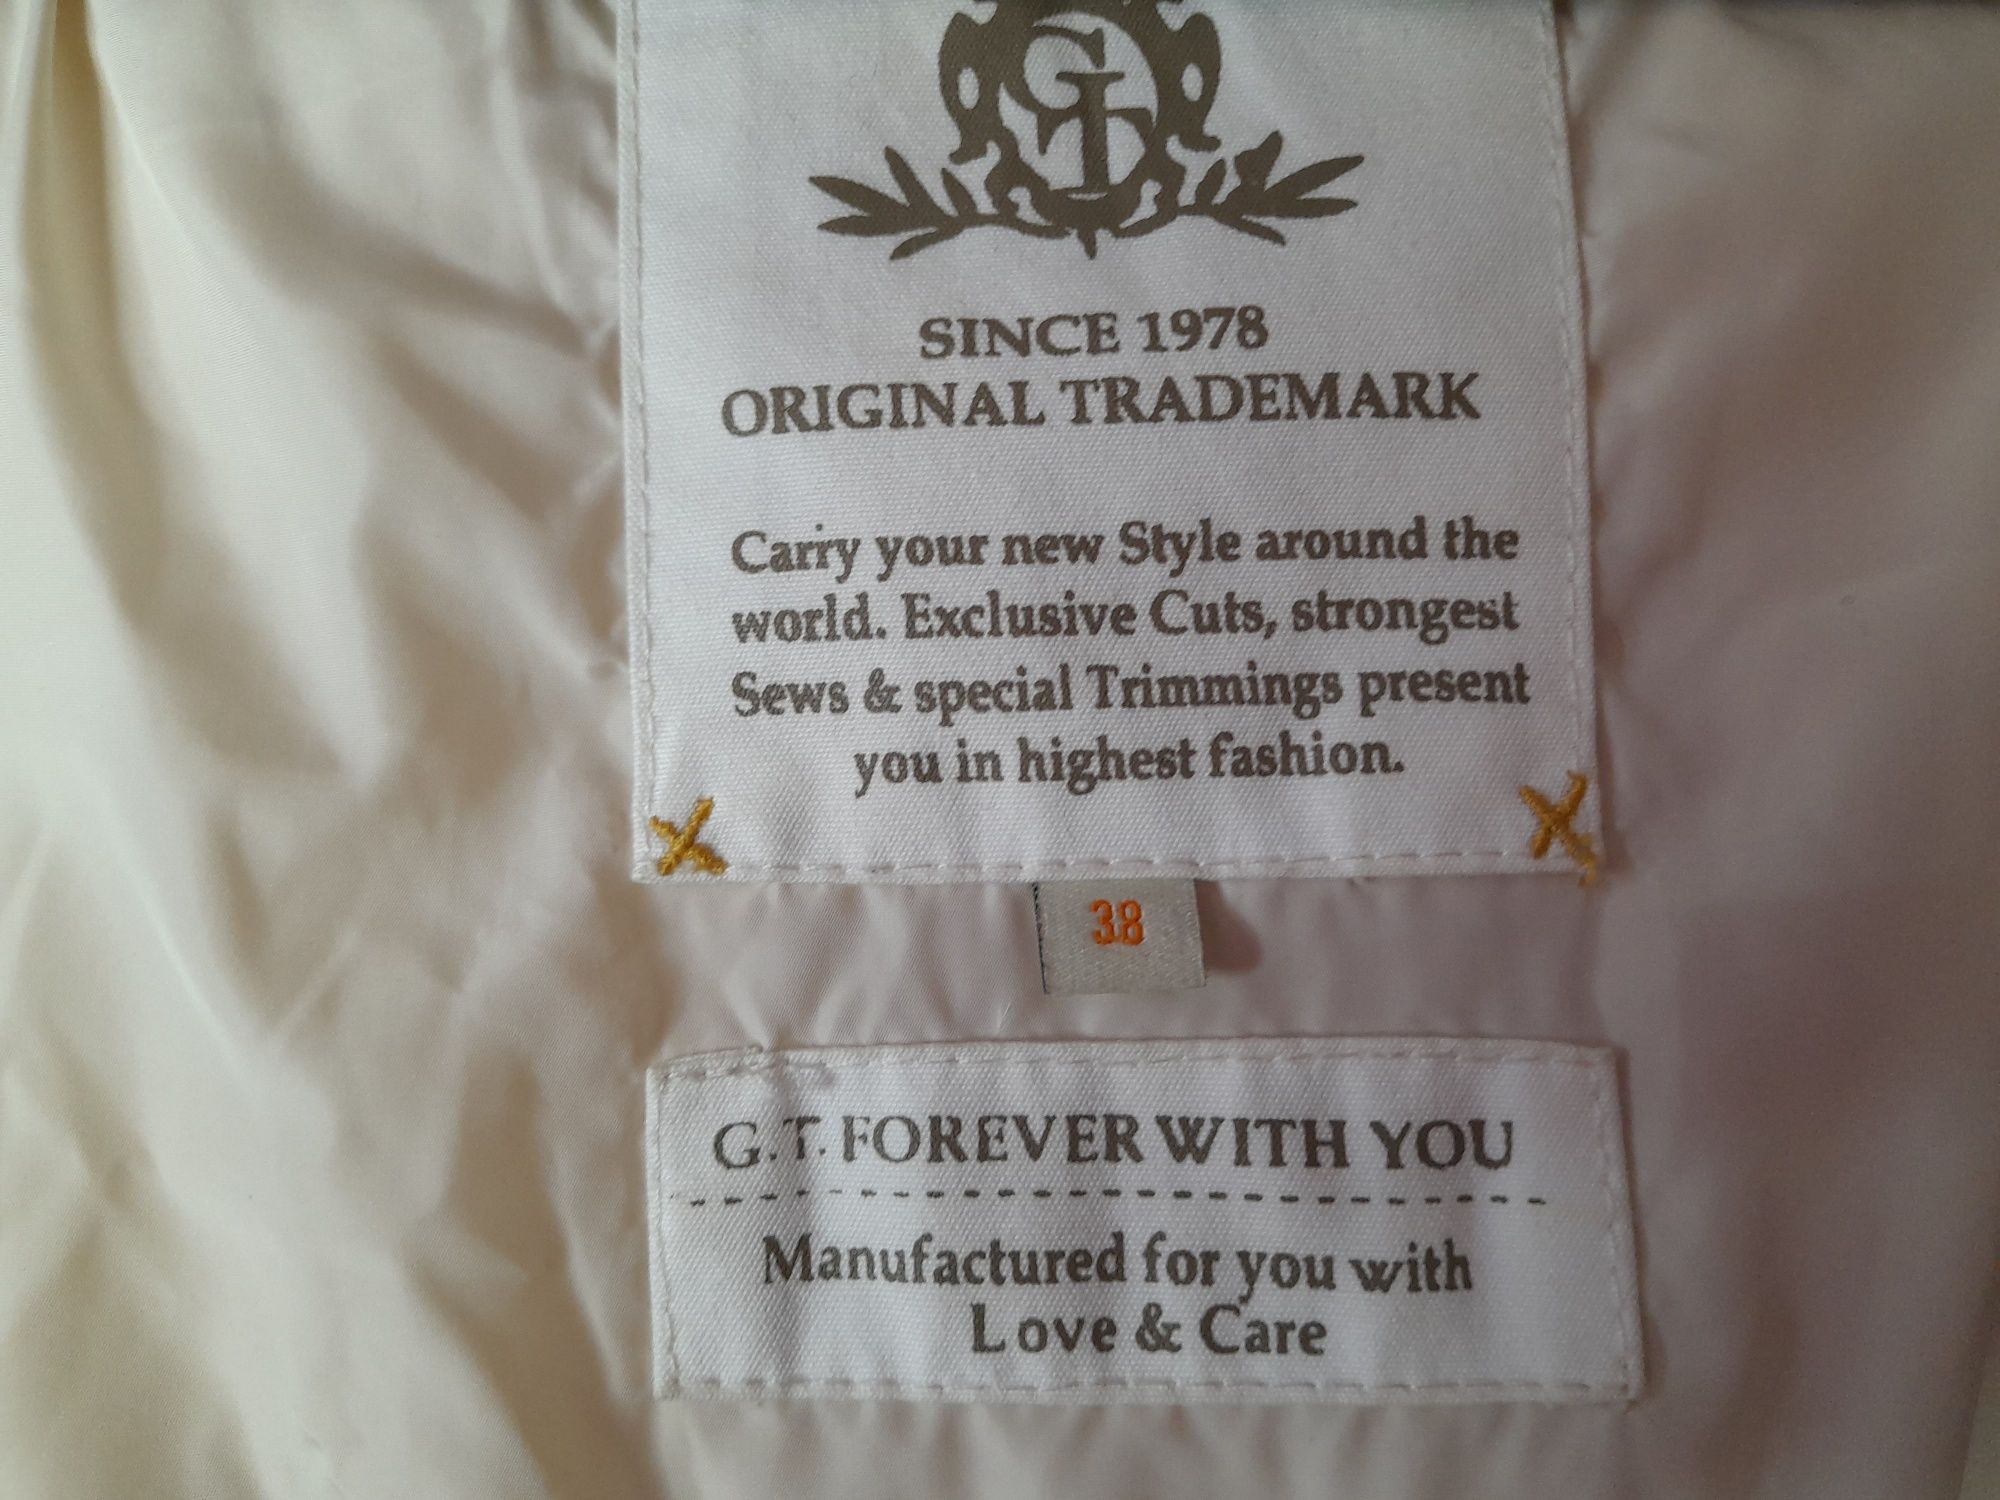 GT
SINCE 1978
ORIGINAL TRADEMARK
Carry your new Style around the
world. Exclusive Cuts, strongest
Sews & special Trimmings present
you in highest fashion.
38
G.T. FOREVER WITH YOU
Manufactured for you with
Love & Care